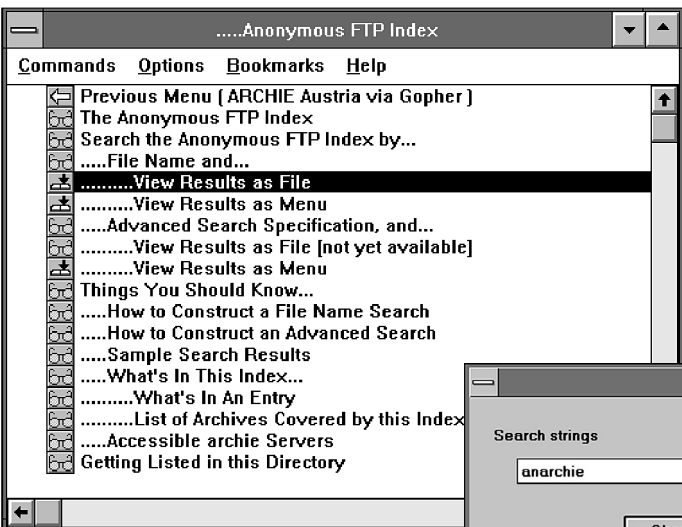 .....Anonymous FTP Index
Commands Options Bookmarks Help
Previous Menu ( ARCHIE Austria via Gopher )
The Anonymous FTP Index
Search the Anonymous FTP Index by...
.....File Name and...
..........View Results as File
..........View Results as Menu
.....Advanced Search Specification, and...
..........View Results as File [not yet available]
..........View Results as Menu
Things You Should Know...
.....How to Construct a File Name Search
.....How to Construct an Advanced Search
.....Sample Search Results
.....What's In This Index...
..........What's In An Entry
..........List of Archives Covered by this Index
.....Accessible archie Servers
Getting Listed in this Directory
Search strings
anarchie